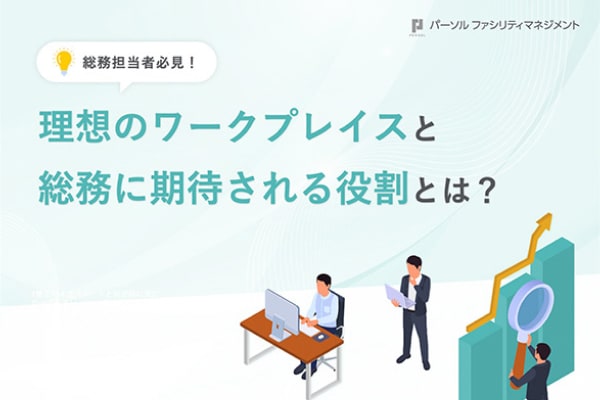 パーソル ファシリティマネジメント
総務担当者必見！
理想のワークプレイスと
総務に期待される役割とは？